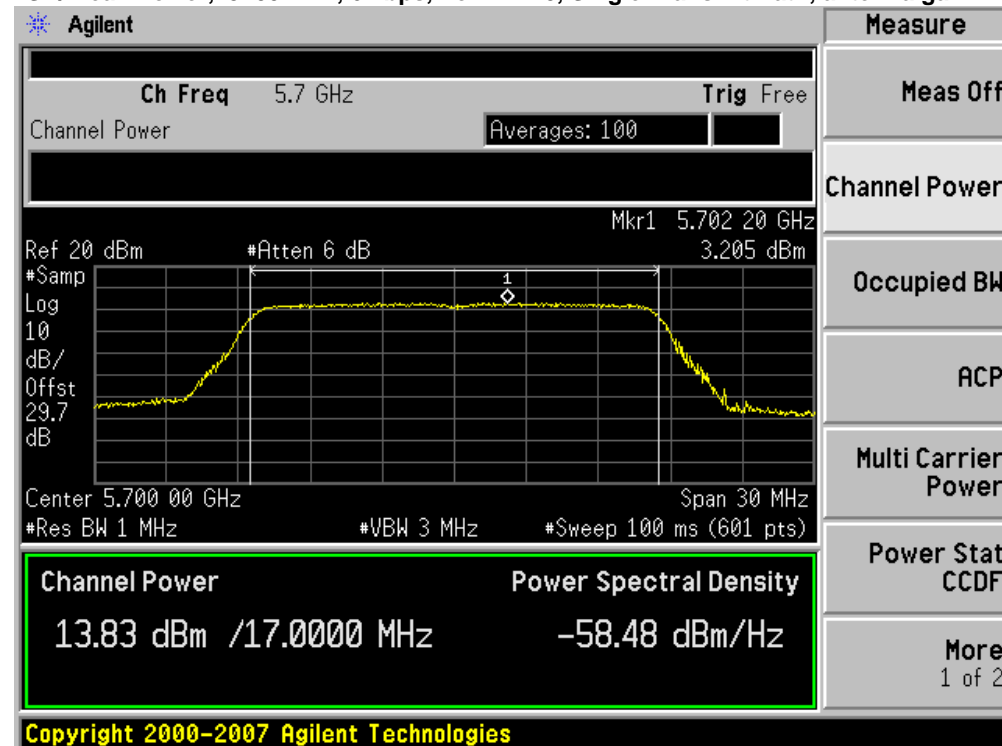 Agilent
Measure
Ch Freq 5.7 GHz Trig Free
Channel Power Averages: 100
Mkr1 5.702 20 GHz
Ref 20 dBm #Atten 6 dB 3.205 dBm
#Samp
Log
10
dB/
Offst
29.7
dB
1
Center 5.700 00 GHz Span 30 MHz
#Res BW 1 MHz #VBW 3 MHz #Sweep 100 ms (601 pts)
Channel Power Power Spectral Density
13.83 dBm /17.0000 MHz -58.48 dBm/Hz
Copyright 2000-2007 Agilent Technologies
Meas Off
Channel Power
Occupied BW
ACP
Multi Carrier
Power
Power Stat
CCDF
More
1 of 2